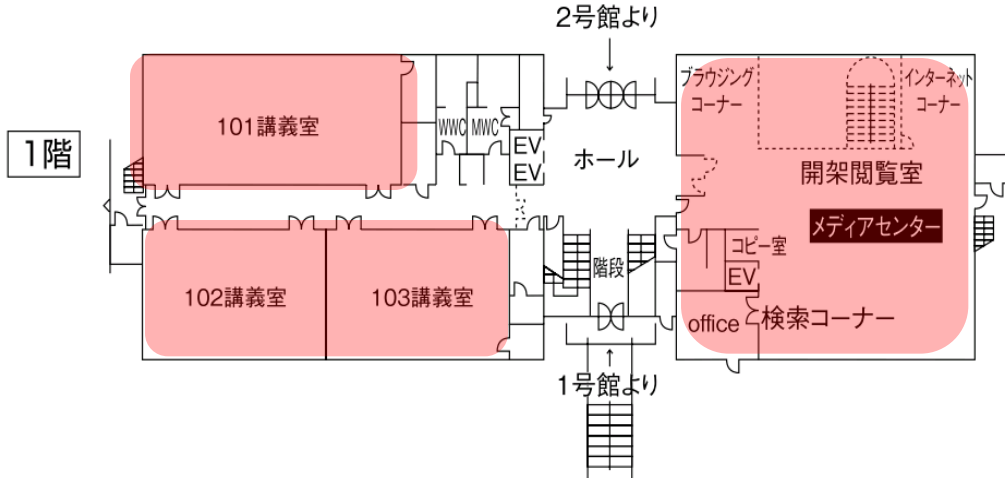 2号館より
ブラウジング
コーナー
インターネット
コーナー
101講義室
WWC
MWC
EV
EV
ホール
1階
開架閲覧室
メディアセンター
コピー室
EV
階段
102講義室
103講義室
office
検索コーナー
1号館より